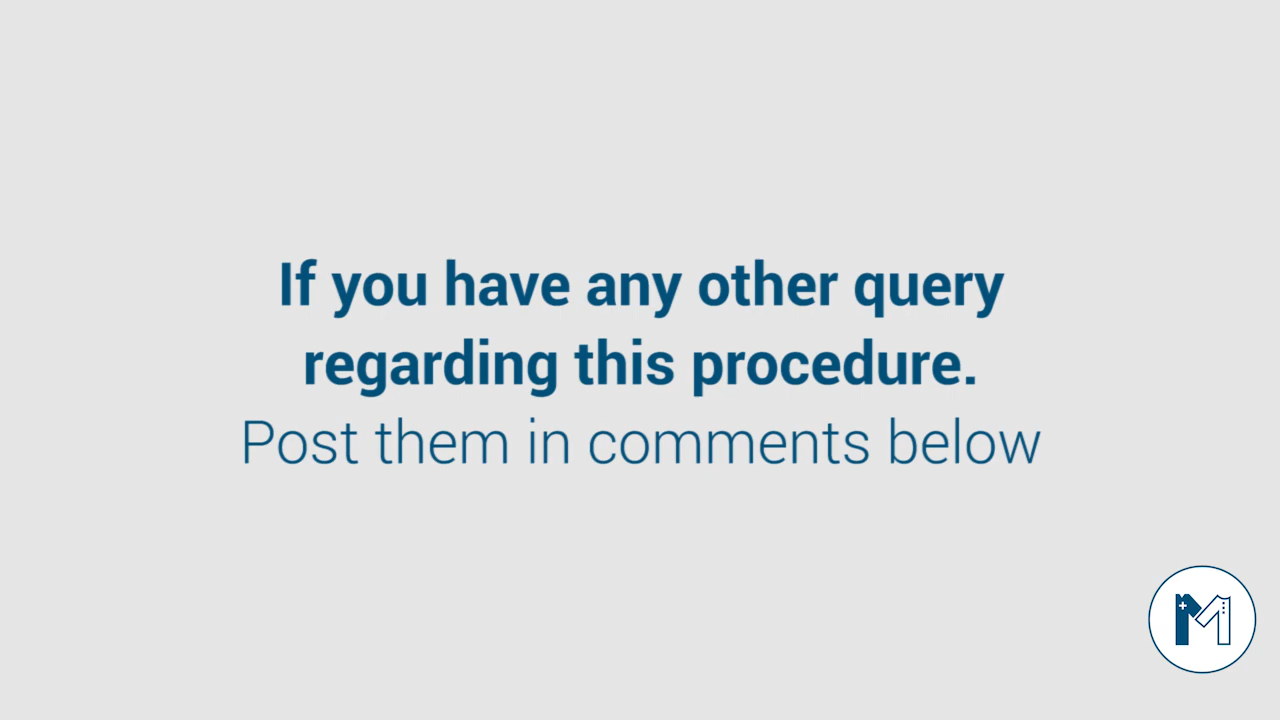 If you have any other query
regarding this procedure.
Post them in comments below
M